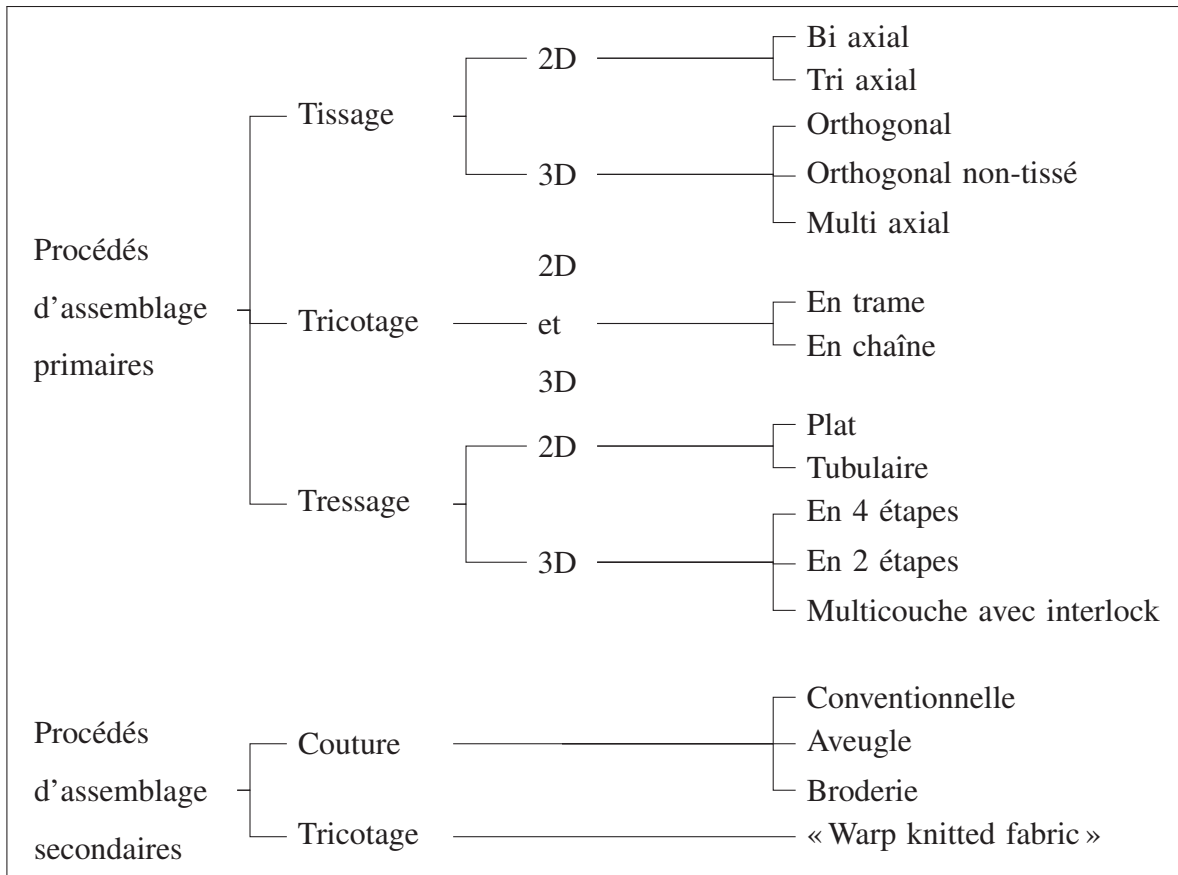 Procédés
d'assemblage
primaires
Tissage
2D
Bi axial
Tri axial
3D
Orthogonal
Orthogonal non-tissé
Multi axial
Tricotage
2D
et
3D
En trame
En chaîne
Tressage
2D
Plat
Tubulaire
3D
En 4 étapes
En 2 étapes
Multicouche avec interlock
Procédés
d'assemblage
secondaires
Couture
Conventionnelle
Aveugle
Broderie
Tricotage
« Warp knitted fabric »